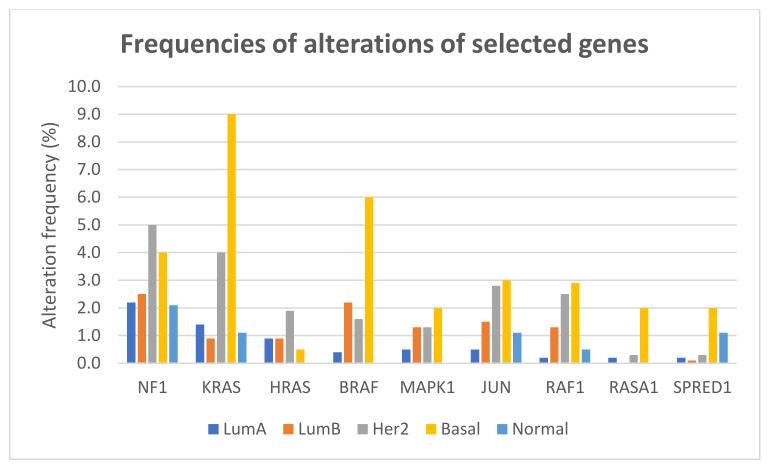 Frequencies of alterations of selected genes
Alteration frequency (%)
10.0
9.0
8.0
7.0
6.0
5.0
4.0
3.0
2.0
1.0
0.0
NF1 KRAS HRAS BRAF MAPK1 JUN RAF1 RASA1 SPRED1
LumA LumB Her2 Basal Normal